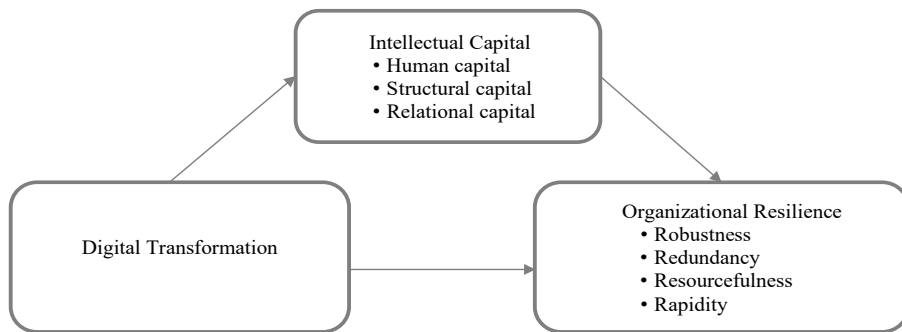 Intellectual Capital
• Human capital
• Structural capital
• Relational capital
Digital Transformation
Organizational Resilience
• Robustness
• Redundancy
• Resourcefulness
• Rapidity